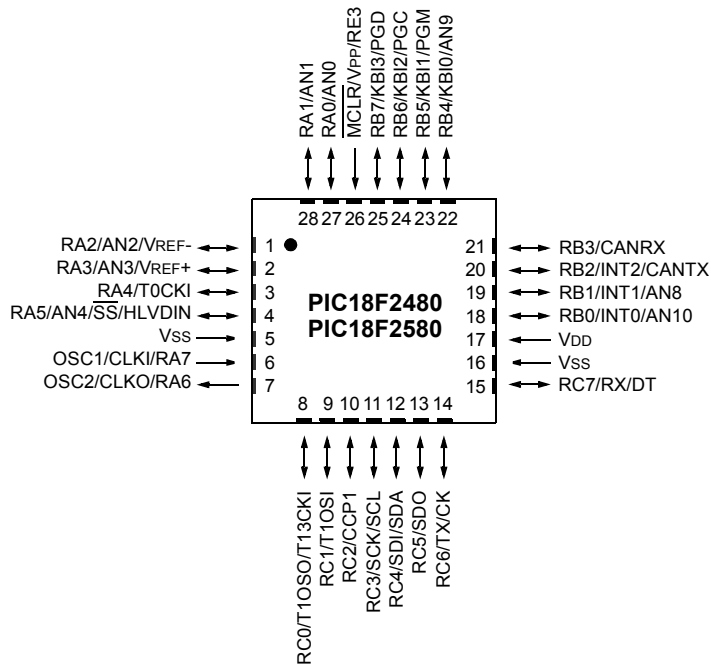 RA1/AN1
RA0/AN0
MCLR/VPP/RE3
RB7/KBI3/PGD
RB6/KBI2/PGC
RB5/KBI1/PGM
RB4/KBI0/AN9
28 27 26 25 24 23 22
RA2/AN2/VREF- 1
RA3/AN3/VREF+ 2
RA4/T0CKI 3
RA5/AN4/SS/HLVDIN 4
VSS 5
OSC1/CLKI/RA7 6
OSC2/CLKO/RA6 7
PIC18F2480
PIC18F2580
21 RB3/CANRX
20 RB2/INT2/CANTX
19 RB1/INT1/AN8
18 RB0/INT0/AN10
17 VDD
16 VSS
15 RC7/RX/DT
8 9 10 11 12 13 14
RC0/T1OSO/T13CKI
RC1/T1OSI
RC2/CCP1
RC3/SCK/SCL
RC4/SDI/SDA
RC5/SDO
RC6/TX/CK